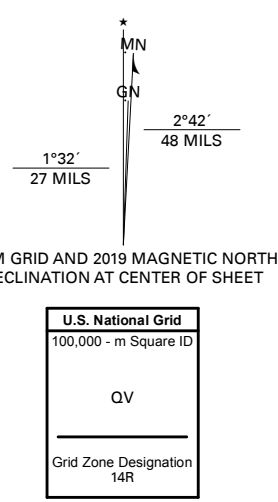 MN
GN
2°42´
48 MILS
1°32´
27 MILS
M GRID AND 2019 MAGNETIC NORTH
ECLINATION AT CENTER OF SHEET
U.S. National Grid
100,000 - m Square ID
QV
Grid Zone Designation
14R